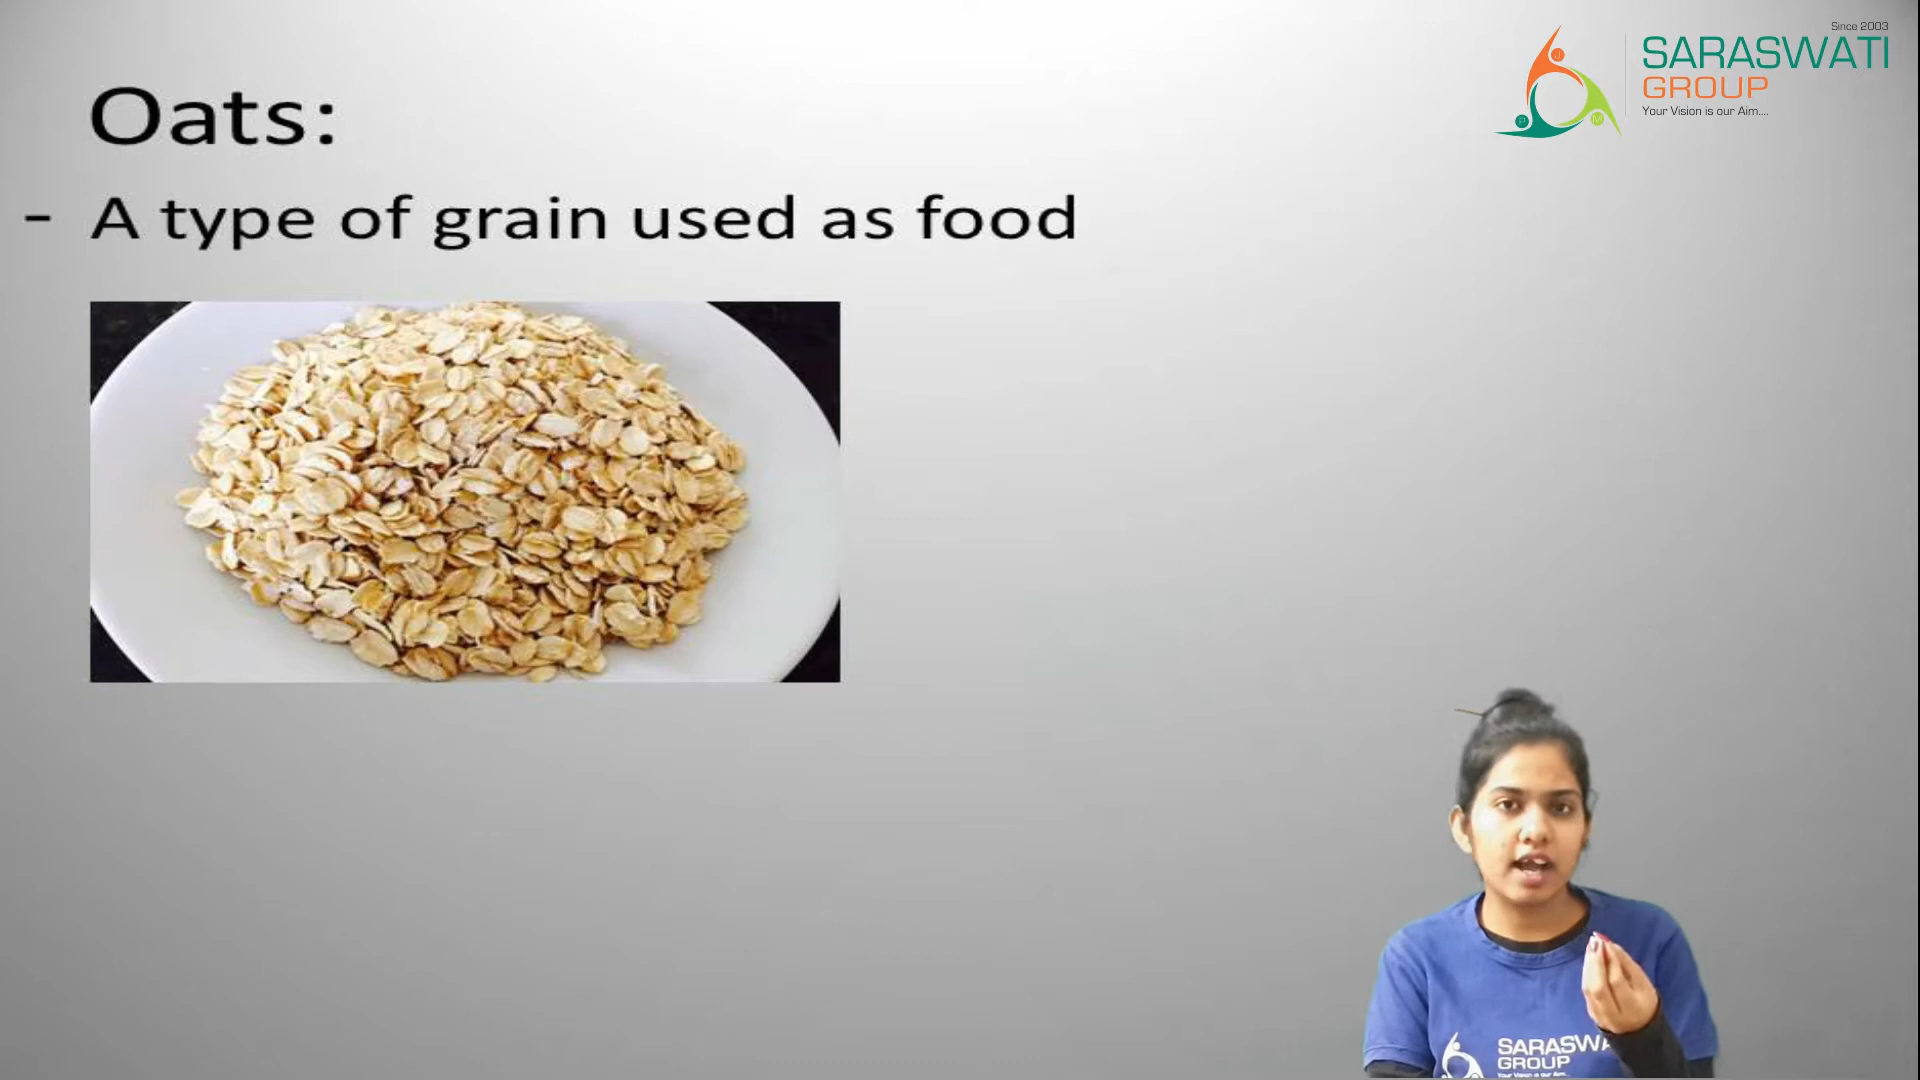 Since 2003
SARASWATI
GROUP
Your Vision is our Aim....
Oats:
- A type of grain used as food
SARASWA
GROUP